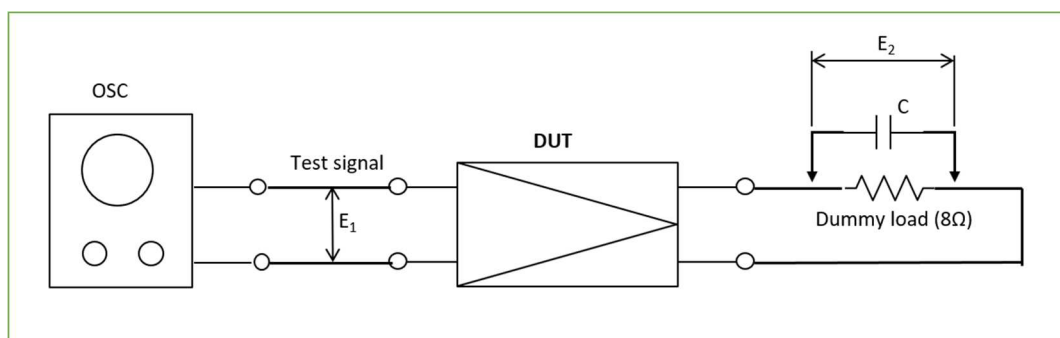 E₂
OSC
C
DUT
Test signal
E₁
Dummy load (8Ω)